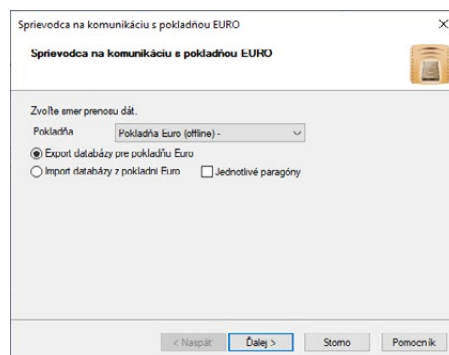 Sprievodca na komunikáciu s pokladňou EURO
Sprievodca na komunikáciu s pokladňou EURO
Zvoľte smer prenosu dát.
Pokladňa Pokladňa Euro (offline) -
Export databázy pre pokladňu Euro
Import databázy z pokladni Euro Jednotlivé paragóny
< Naspäť Ďalej > Storno Pomocník